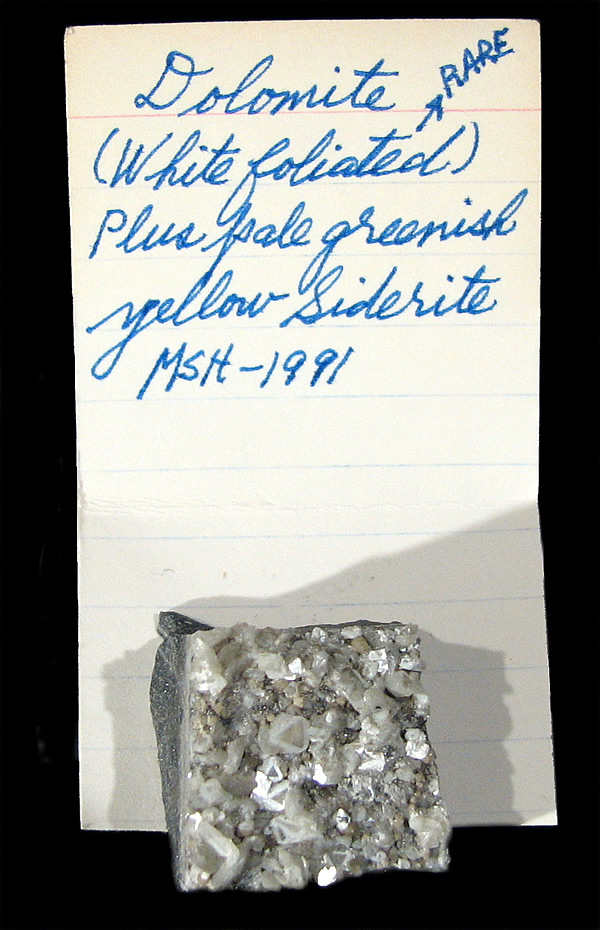 Dolomite
RARE
(White foliated)
Plus pale greenish
yellow Siderite
MSH-1991